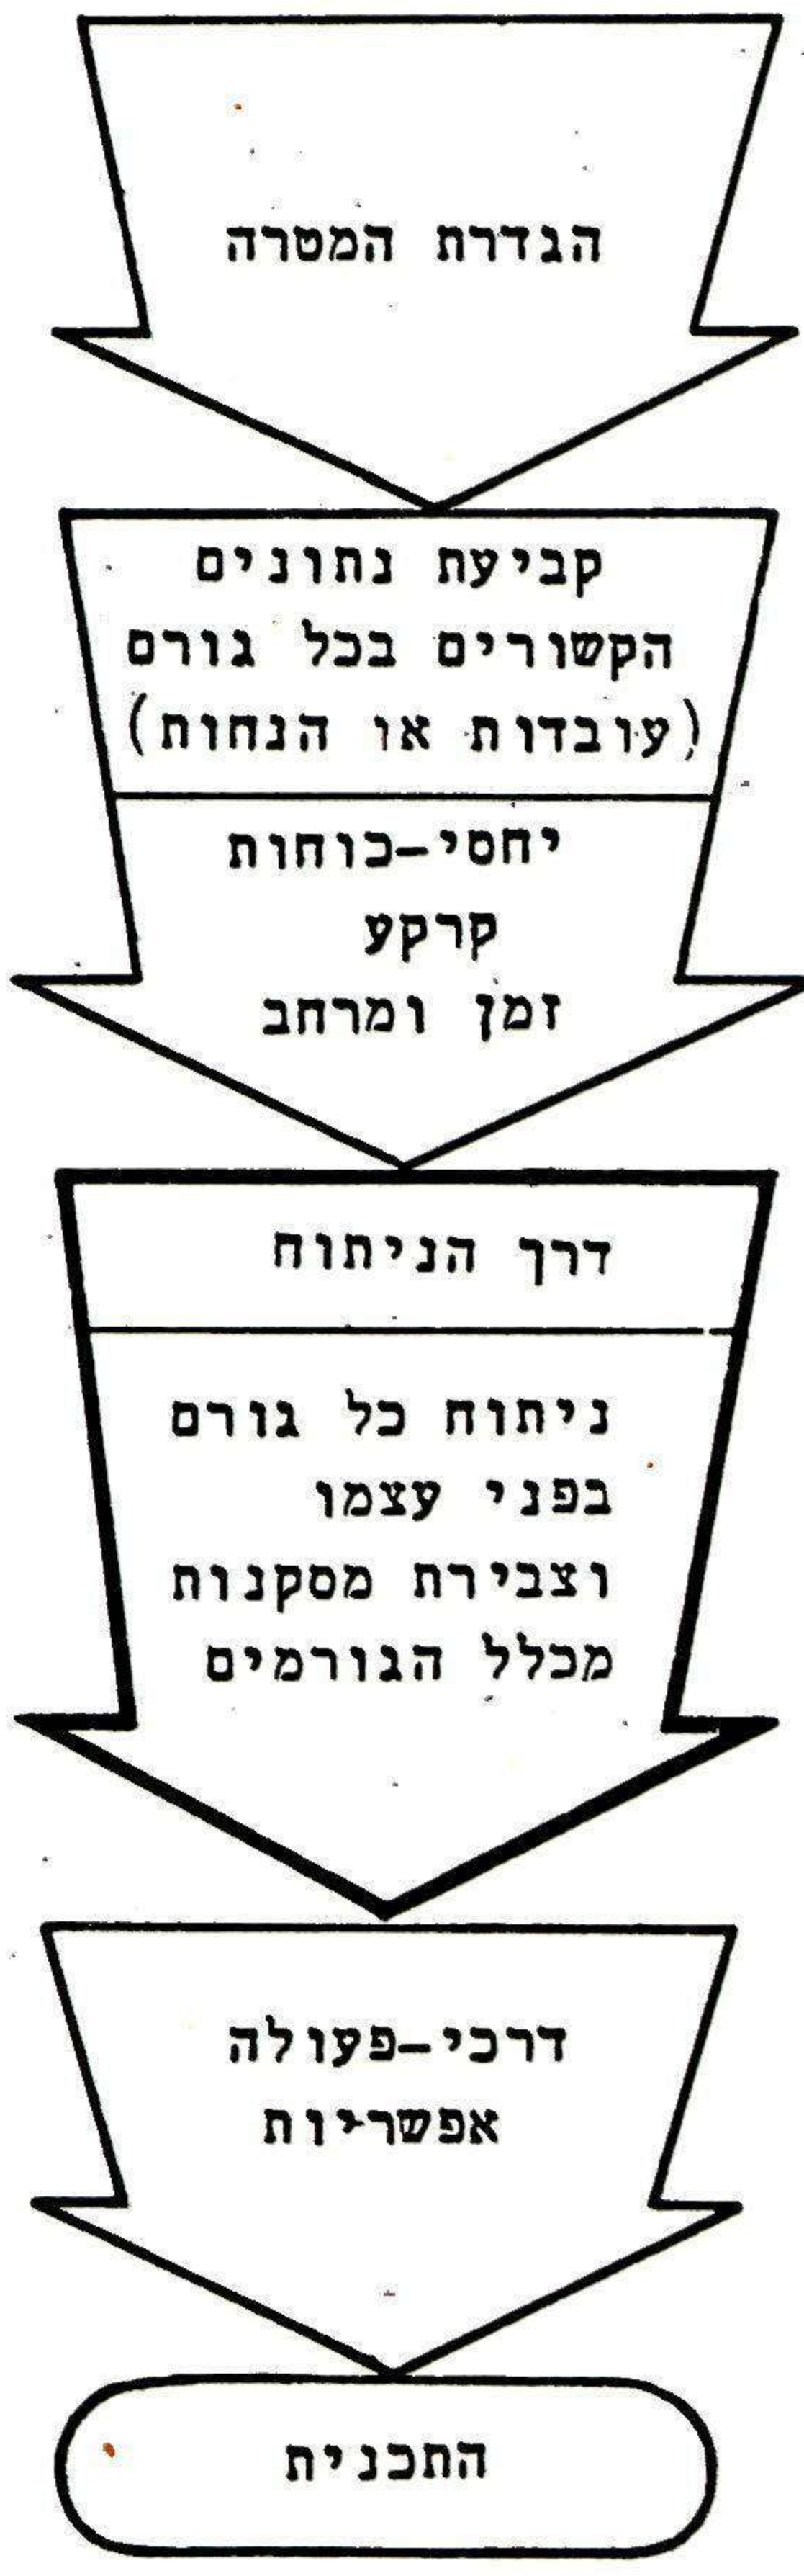 הגדרת המטרה
קביעת נתונים
הקשורים בכל גורם
(עובדות או הנחות)
יחסי-כוחות
קרקע
זמן ומרחב
דרך הניתוח
ניתוח כל גורם
בפני עצמו
וצבירת מסקנות
מכלל הגורמים
דרכי-פעולה
אפשריות
התכנית